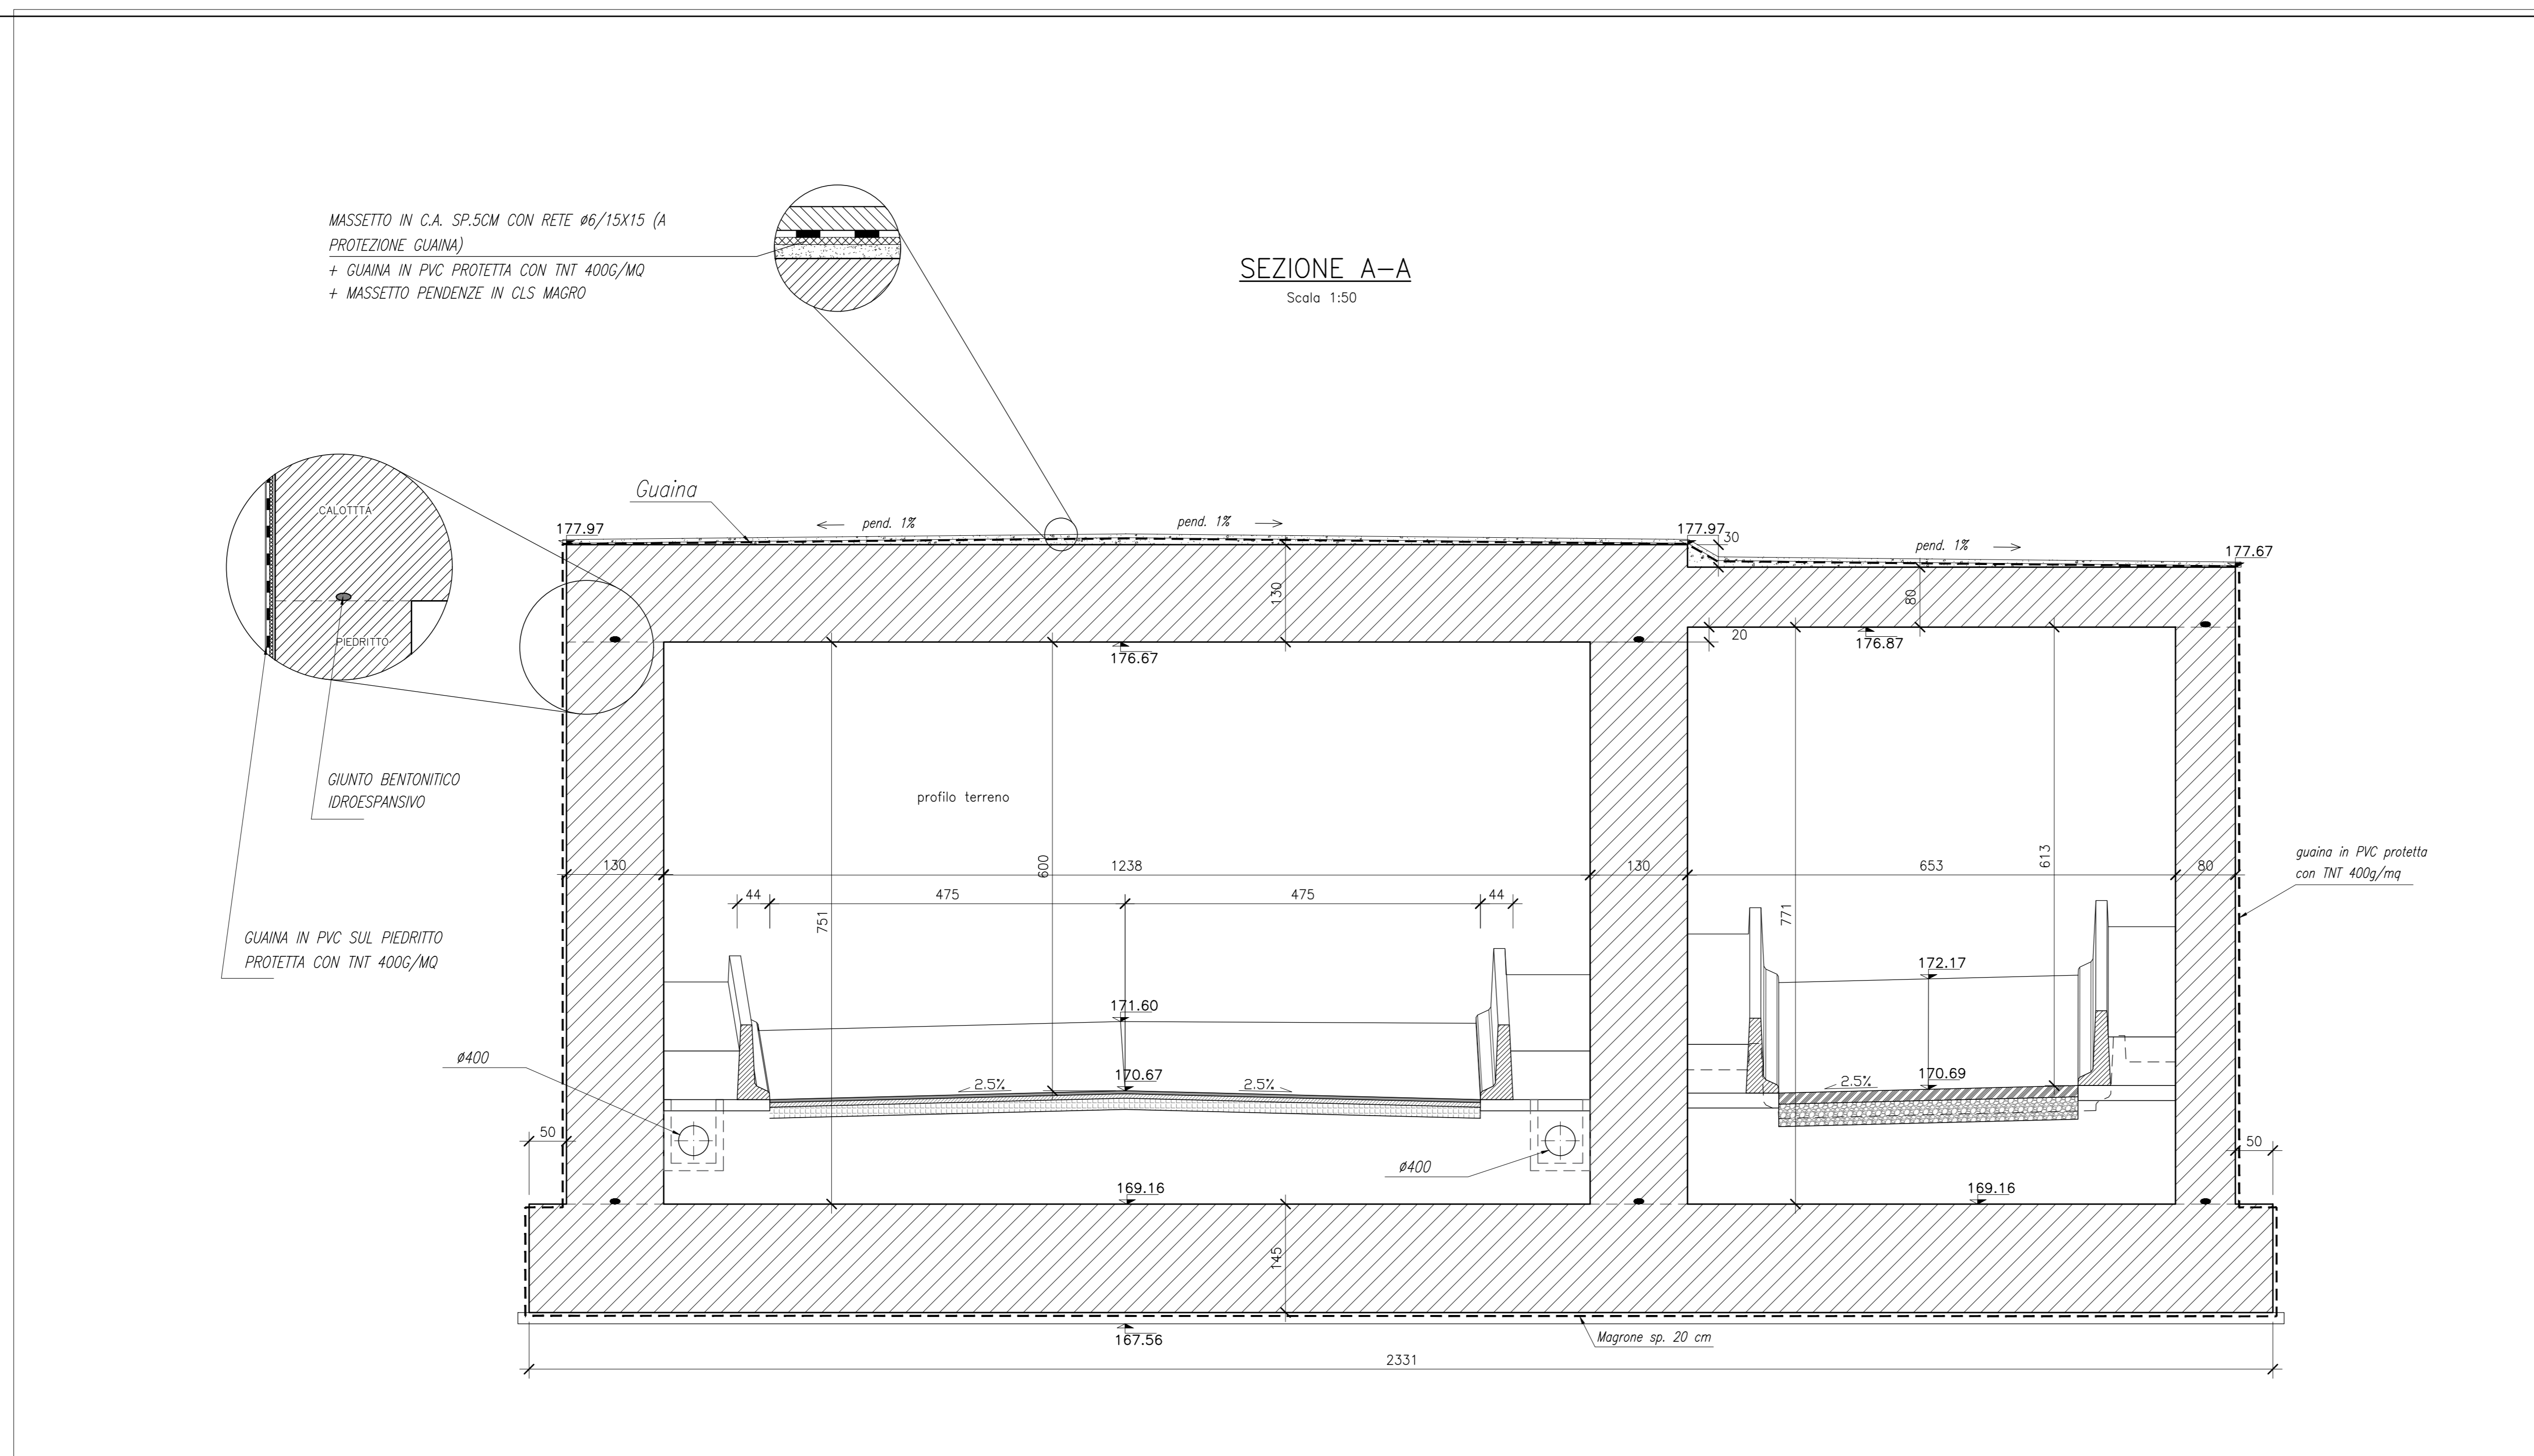 MASSETTO IN C.A. SP.5CM CON RETE ø6/15X15 (A
PROTEZIONE GUAINA)
+ GUAINA IN PVC PROTETTA CON TNT 400G/MQ
+ MASSETTO PENDENZE IN CLS MAGRO
SEZIONE A-A
Scala 1:50
Guaina
CALOTTTA
PIEDRITTO
177.97
pend. 1%
pend. 1%
177.97
30
pend. 1%
177.67
130
80
20
176.67
176.87
GIUNTO BENTONITICO
IDROESPANSIVO
profilo terreno
guaina in PVC protetta
con TNT 400g/mq
130
600
1238
130
653
613
80
44
475
475
44
751
771
GUAINA IN PVC SUL PIEDRITTO
PROTETTA CON TNT 400G/MQ
172.17
171.60
ø400
2.5%
170.67
2.5%
2.5%
170.69
50
50
ø400
169.16
169.16
145
167.56
Magrone sp. 20 cm
2331